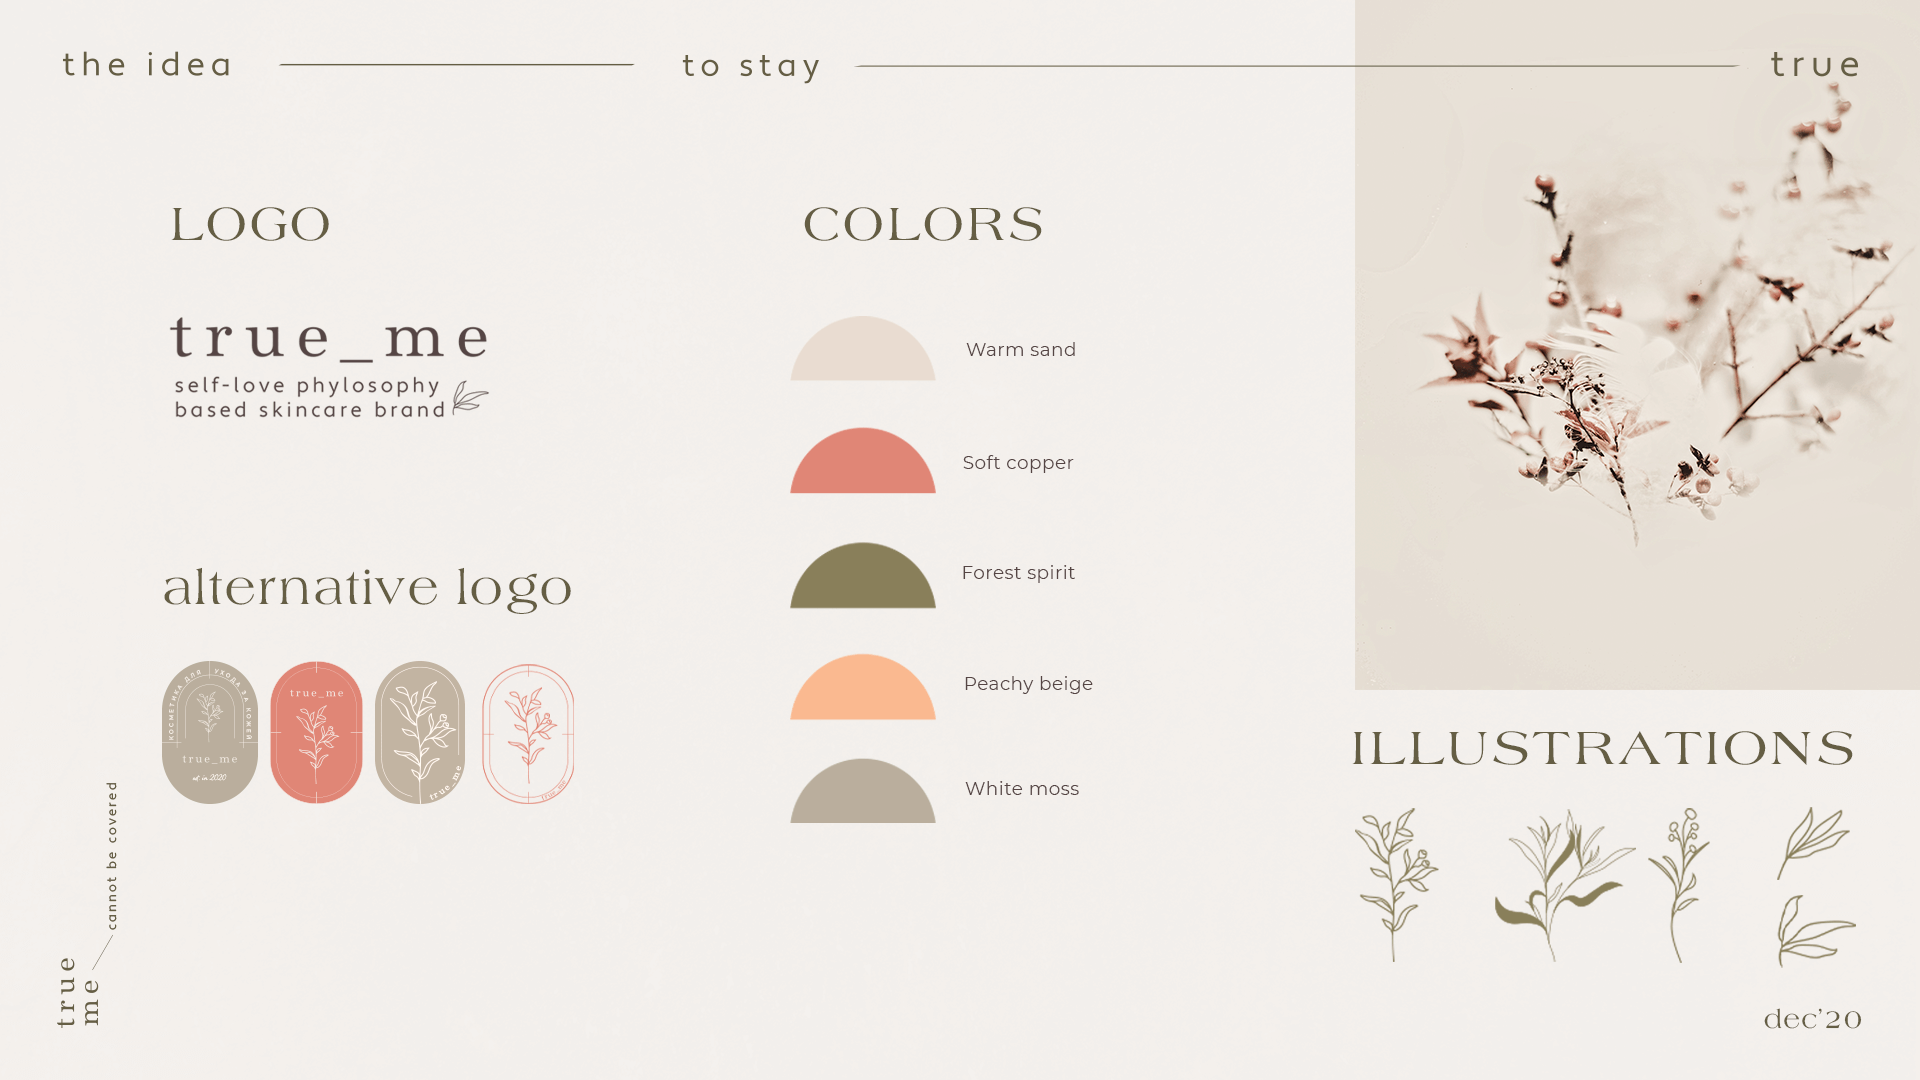 the idea
to stay
true
LOGO
true_me
self-love phylosophy
based skincare brand
alternative logo
КОСМЕТИКА ДЛЯ УХОДА ЗА КОЖЕЙ
true_me
est. in 2020
true_me
true_me
true_me
COLORS
Warm sand
Soft copper
Forest spirit
Peachy beige
White moss
ILLUSTRATIONS
true
me
cannot be covered
dec'20